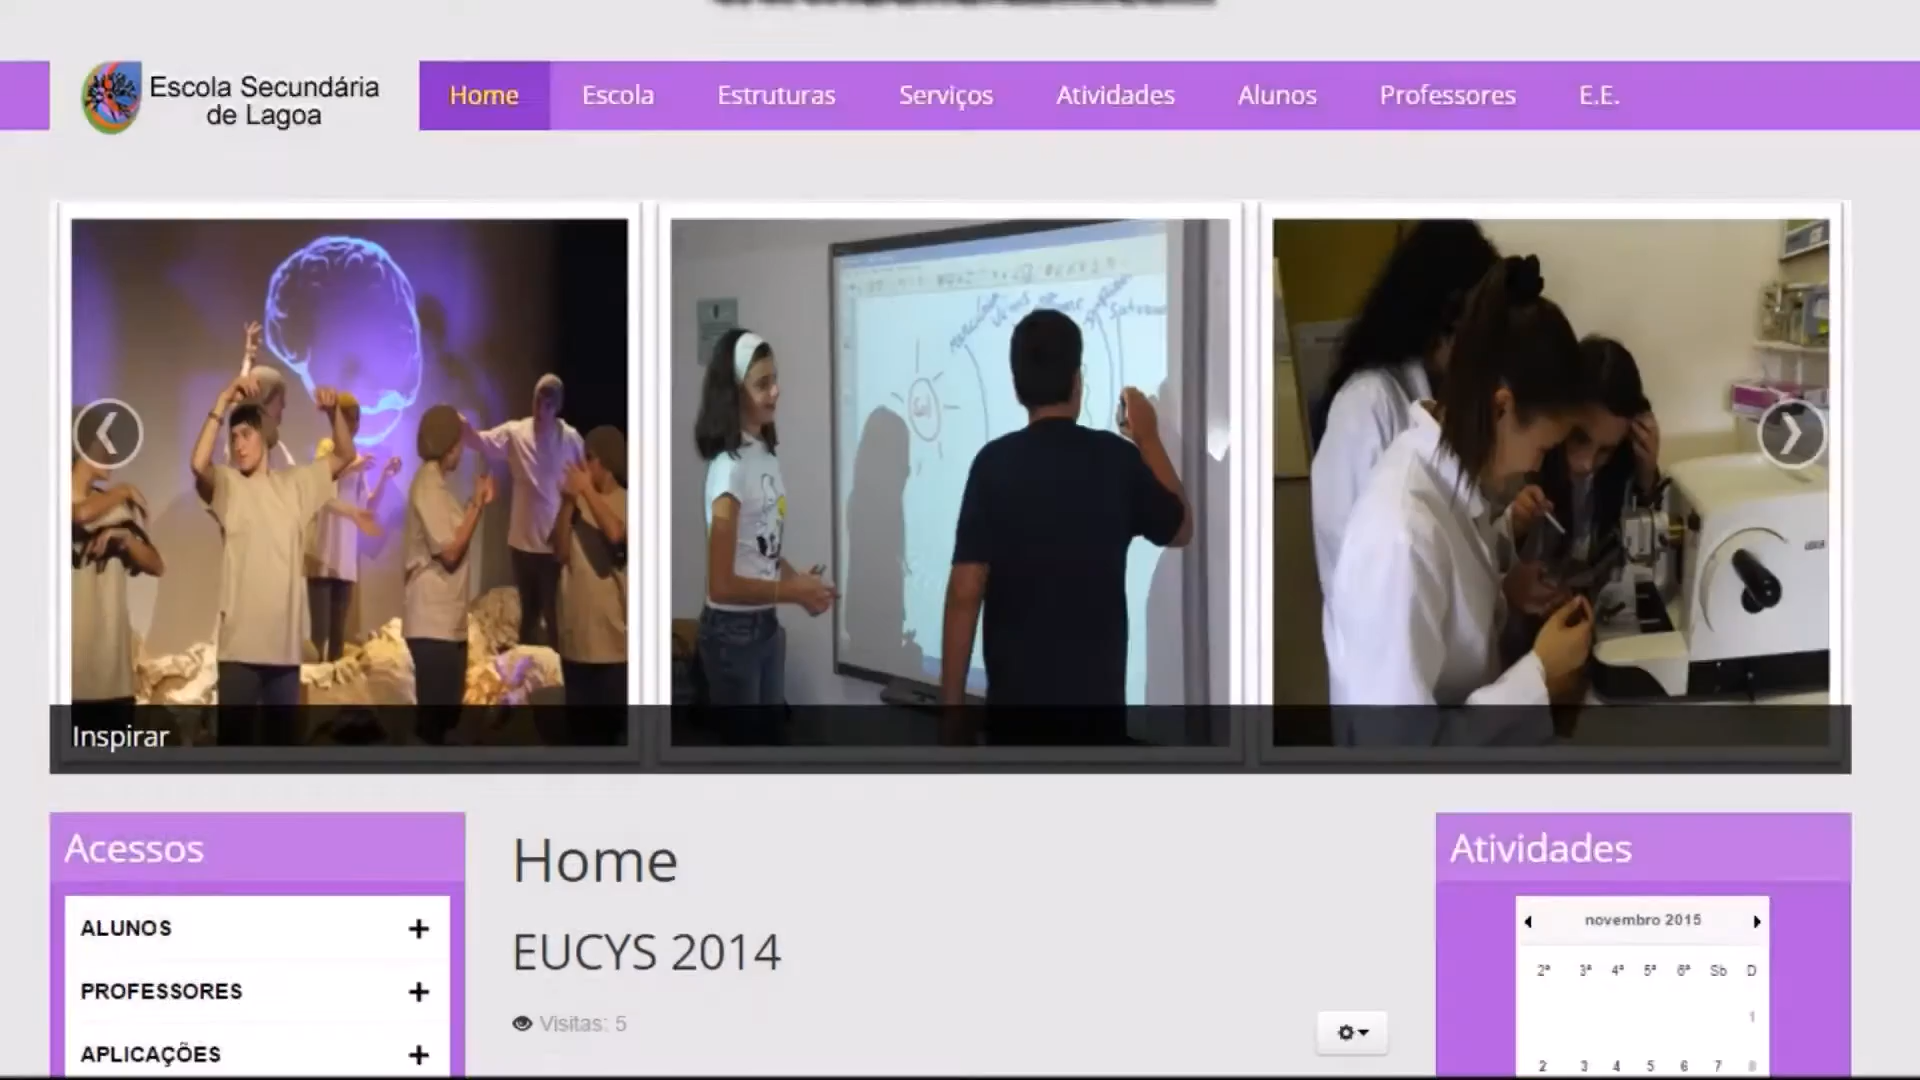 Escola Secundária
de Lagoa
Home Escola Estruturas Serviços Atividades Alunos Professores E.E.
Sol
Inspirar
Acessos
ALUNOS
PROFESSORES
APLICAÇÕES
Home
EUCYS 2014
Visitas: 5
Atividades
novembro 2015
2ª 3ª 4ª 5ª 6ª Sb D
1
2 3 4 5 6 7 8